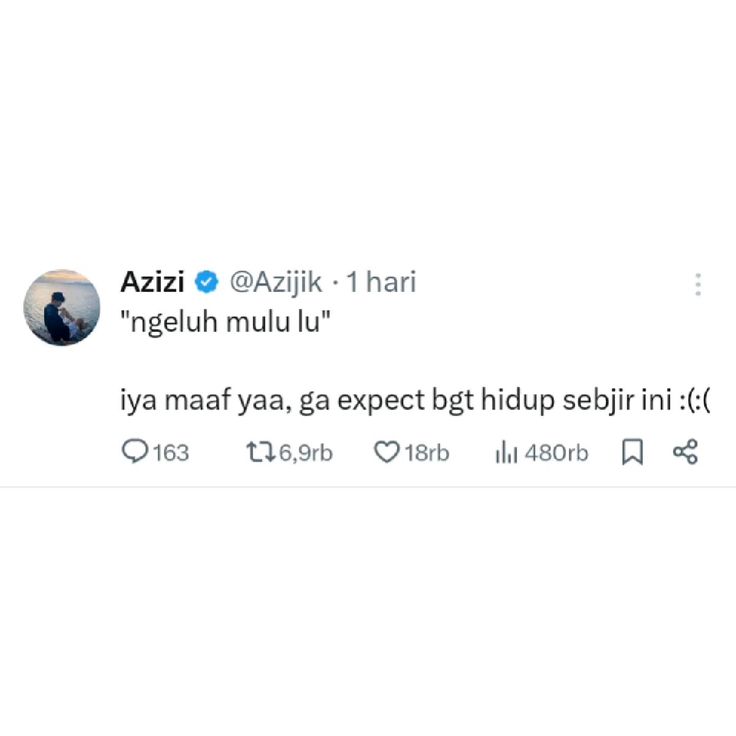 Azizi @Azijik · 1 hari
"ngeluh mulu lu"
iya maaf yaa, ga expect bgt hidup sebjir ini :(:(
163 6,9rb 18rb 480rb